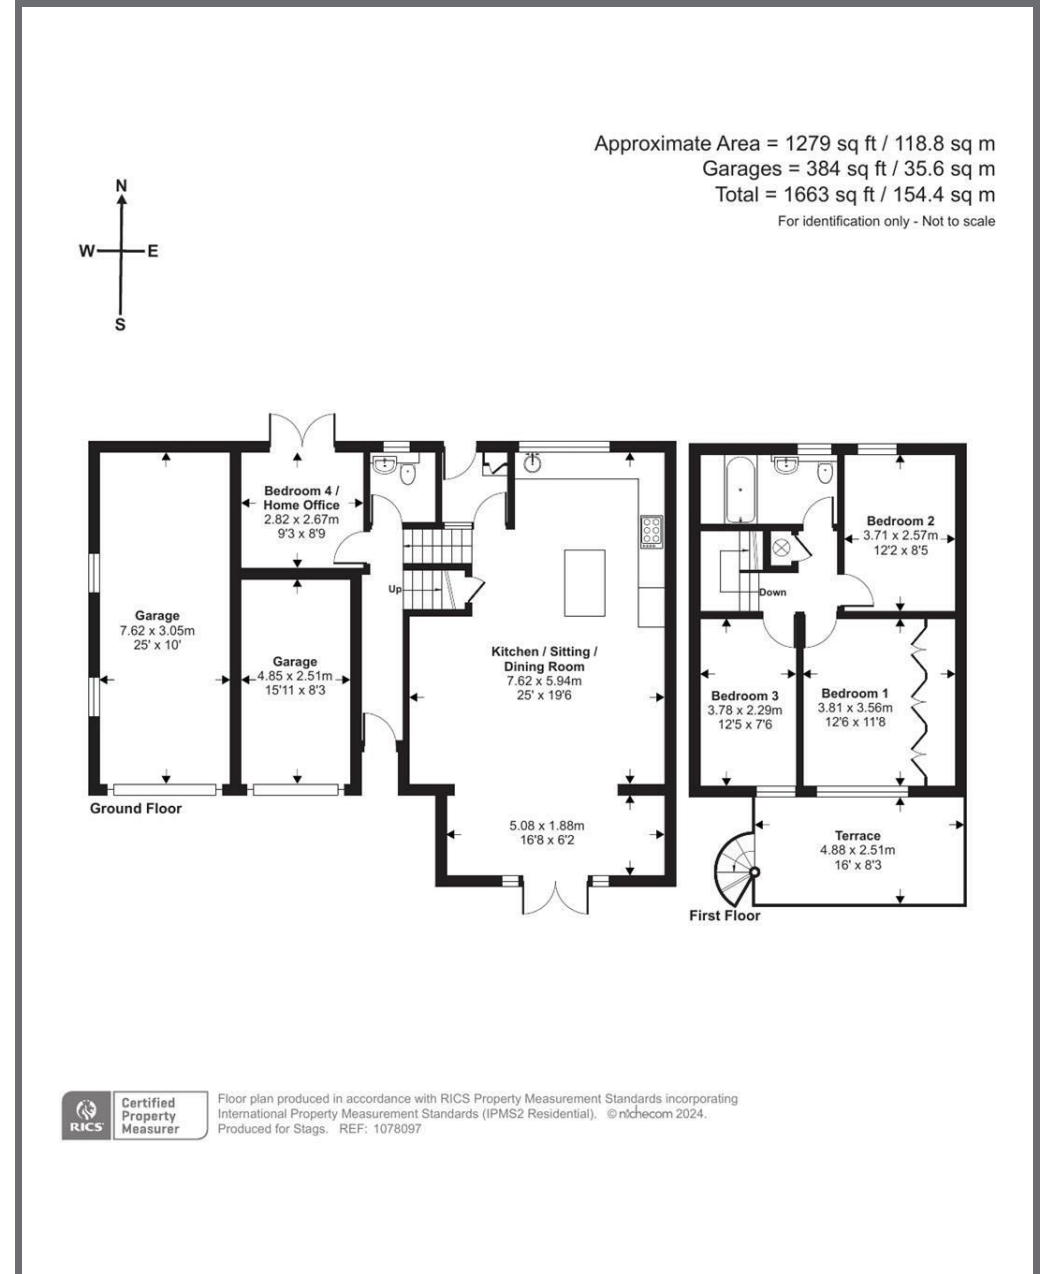 Approximate Area = 1279 sq ft / 118.8 sq m
Garages = 384 sq ft / 35.6 sq m
Total = 1663 sq ft / 154.4 sq m
For identification only - Not to scale
N
W E
S
Bedroom 4 /
Home Office
2.82 x 2.67m
9'3 x 8'9
Garage
7.62 x 3.05m
25' x 10'
Garage
4.85 x 2.51m
15'11 x 8'3
Up
Kitchen / Sitting /
Dining Room
7.62 x 5.94m
25' x 19'6
5.08 x 1.88m
16'8 x 6'2
Ground Floor
Bedroom 2
3.71 x 2.57m
12'2 x 8'5
Down
Bedroom 3
3.78 x 2.29m
12'5 x 7'6
Bedroom 1
3.81 x 3.56m
12'6 x 11'8
Terrace
4.88 x 2.51m
16' x 8'3
First Floor
RICS
Certified
Property
Measurer
Floor plan produced in accordance with RICS Property Measurement Standards incorporating
International Property Measurement Standards (IPMS2 Residential). © nichecom 2024.
Produced for Stags. REF: 1078097